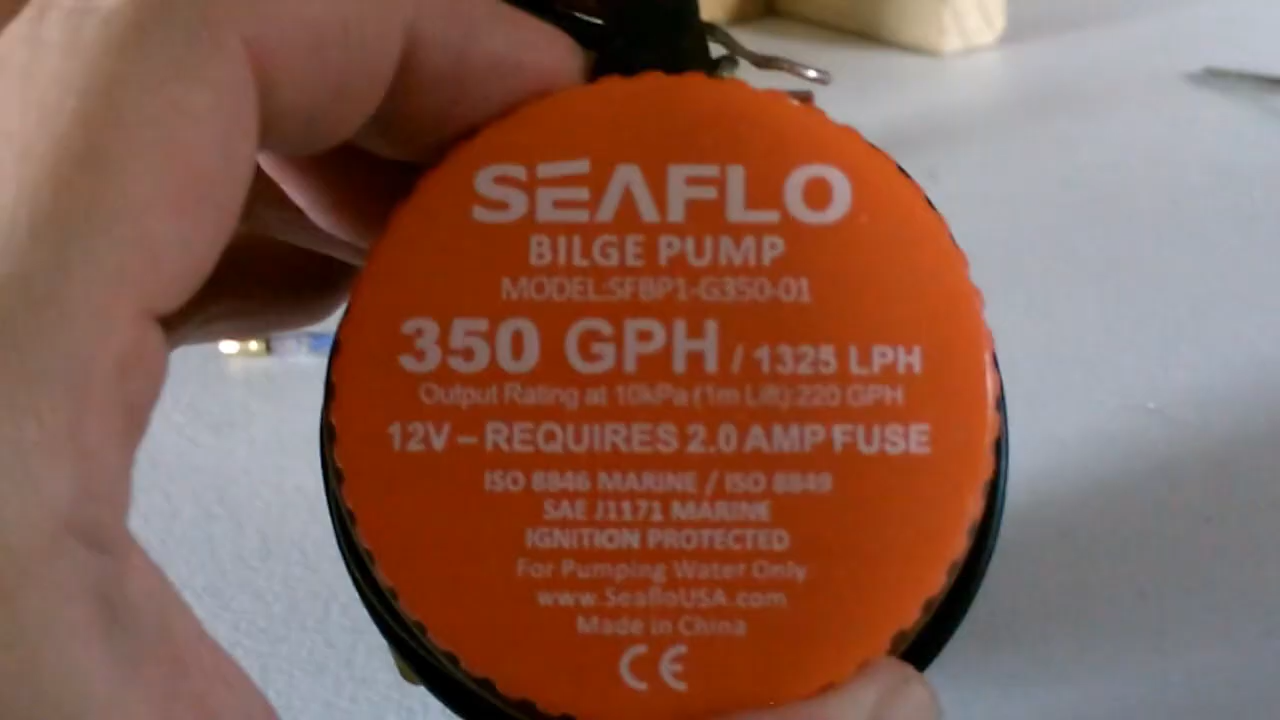 SEAFLO
BILGE PUMP
MODEL:SFBP1-G350-01
350 GPH / 1325 LPH
Output Rating at 10kPa (1m Lift):220 GPH
12V – REQUIRES 2.0 AMP FUSE
ISO 8846 MARINE / ISO 8849
SAE J1171 MARINE
IGNITION PROTECTED
For Pumping Water Only
www.SeafloUSA.com
Made in China
CE